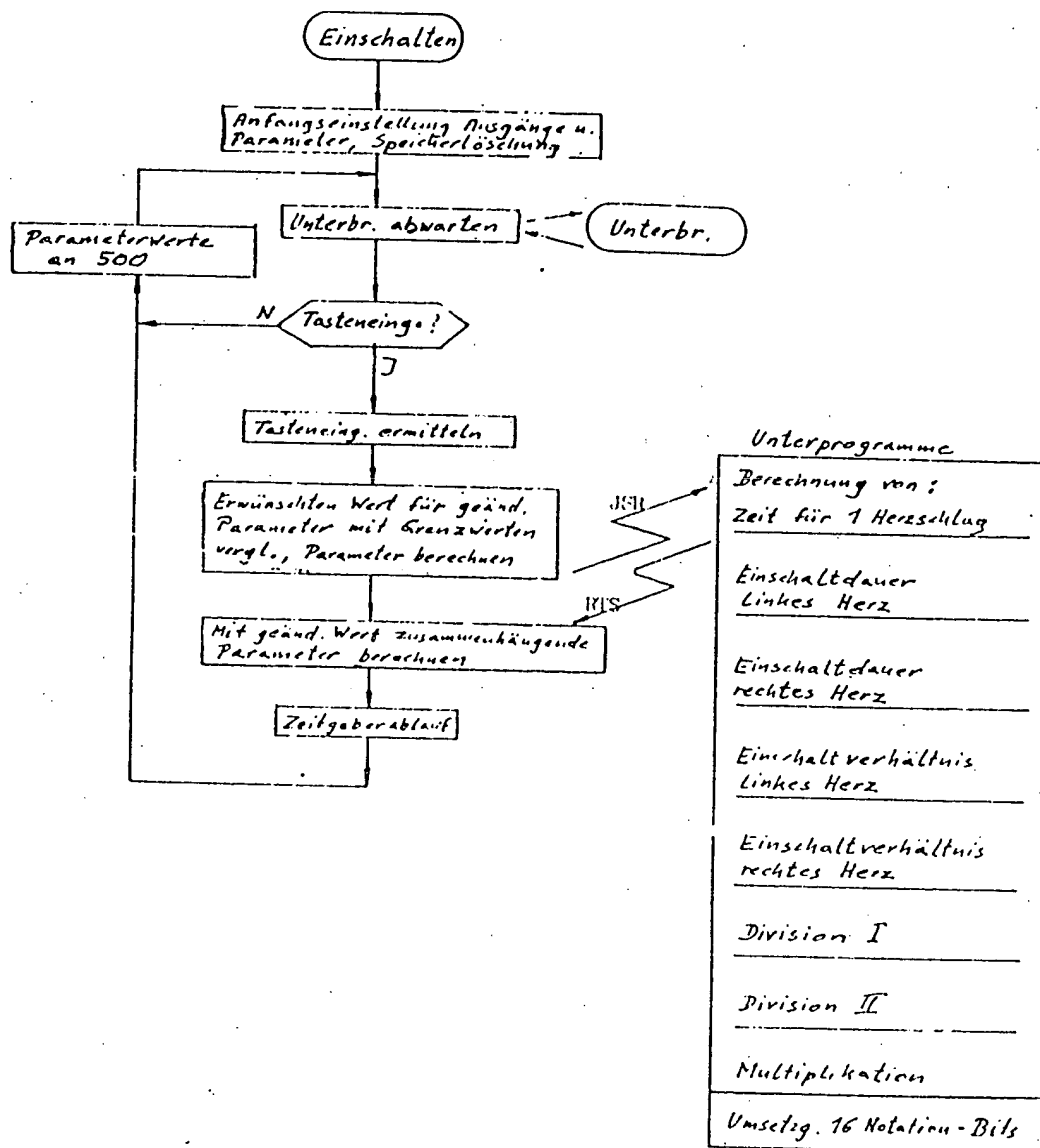 Einschalten
Anfangseinstellung Ausgänge u.
Parameter, Speicherlöschung
Unterbr. abwarten
Unterbr.
Parameterwerte
an 500
N
Tasteneing.?
J
Tasteneing. ermitteln
Erwünschten Wert für geänd.
Parameter mit Grenzwerten
vergl., Parameter berechnen
JSR
RTS
Mit geänd. Wert zusammenhängende
Parameter berechnen
Zeitgeberablauf
Unterprogramme
Berechnung von:
Zeit für 1 Herzschlag
Einschaltdauer
Linkes Herz
Einschaltdauer
rechtes Herz
Einschaltverhältnis
Linkes Herz
Einschaltverhältnis
rechtes Herz
Division I
Division II
Multiplikation
Umsetzg. 16 Notation-Bits